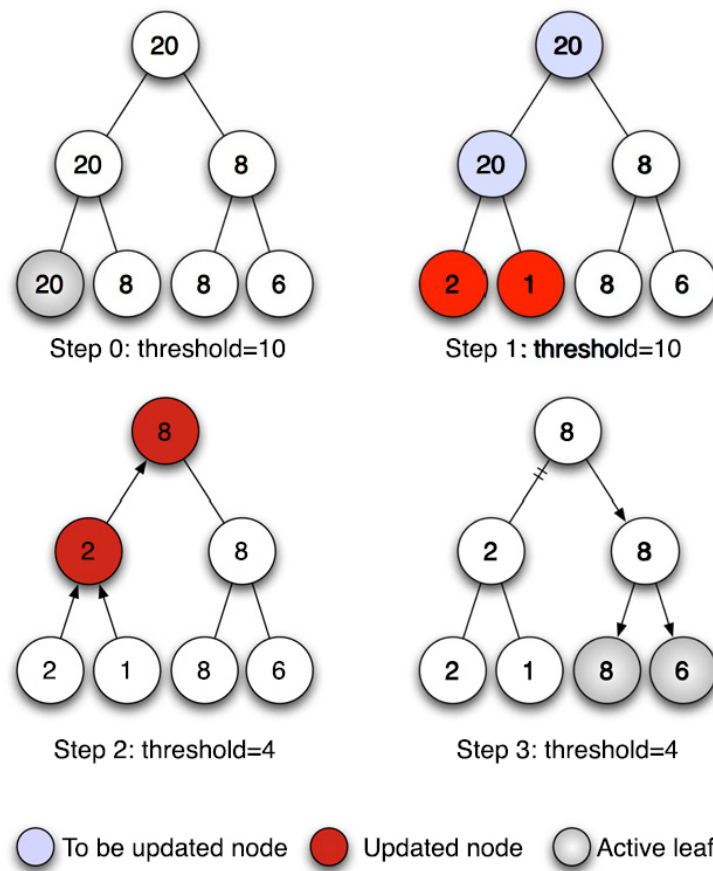 20 20
20 8 20 8
20 8 8 6 2 1 8 6
Step 0: threshold=10 Step 1: threshold=10
8 8
2 8 2 8
2 1 8 6 2 1 8 6
Step 2: threshold=4 Step 3: threshold=4
To be updated node Updated node Active leaf